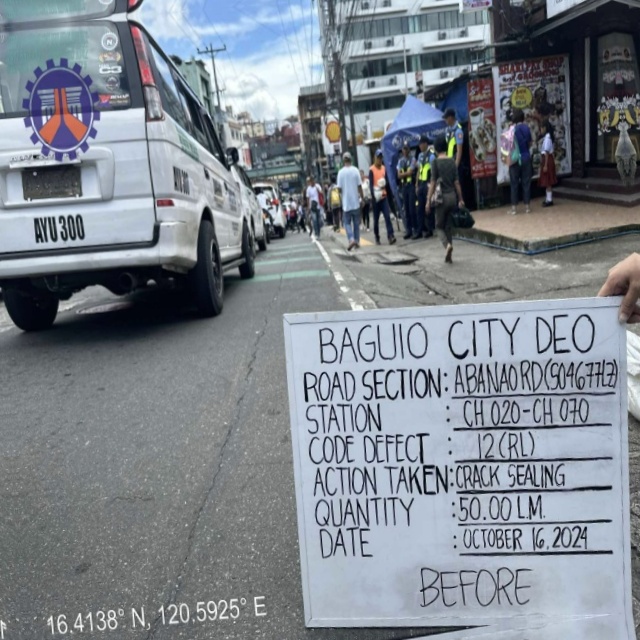 AYU 300
BAGUIO CITY DEO
ROAD SECTION: ABANAO RD (S04677LZ)
STATION : CH 020-CH 070
CODE DEFECT : 12 (RL)
ACTION TAKEN: CRACK SEALING
QUANTITY : 50.00 L.M.
DATE : OCTOBER 16, 2024
BEFORE
16.4138° N, 120.5925° E